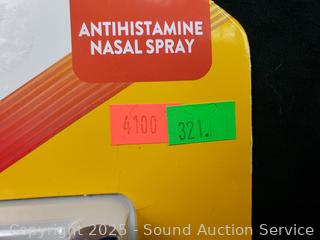 ANTIHISTAMINE
NASAL SPRAY
4100 321.
Copyright 2025 - Sound Auction Service